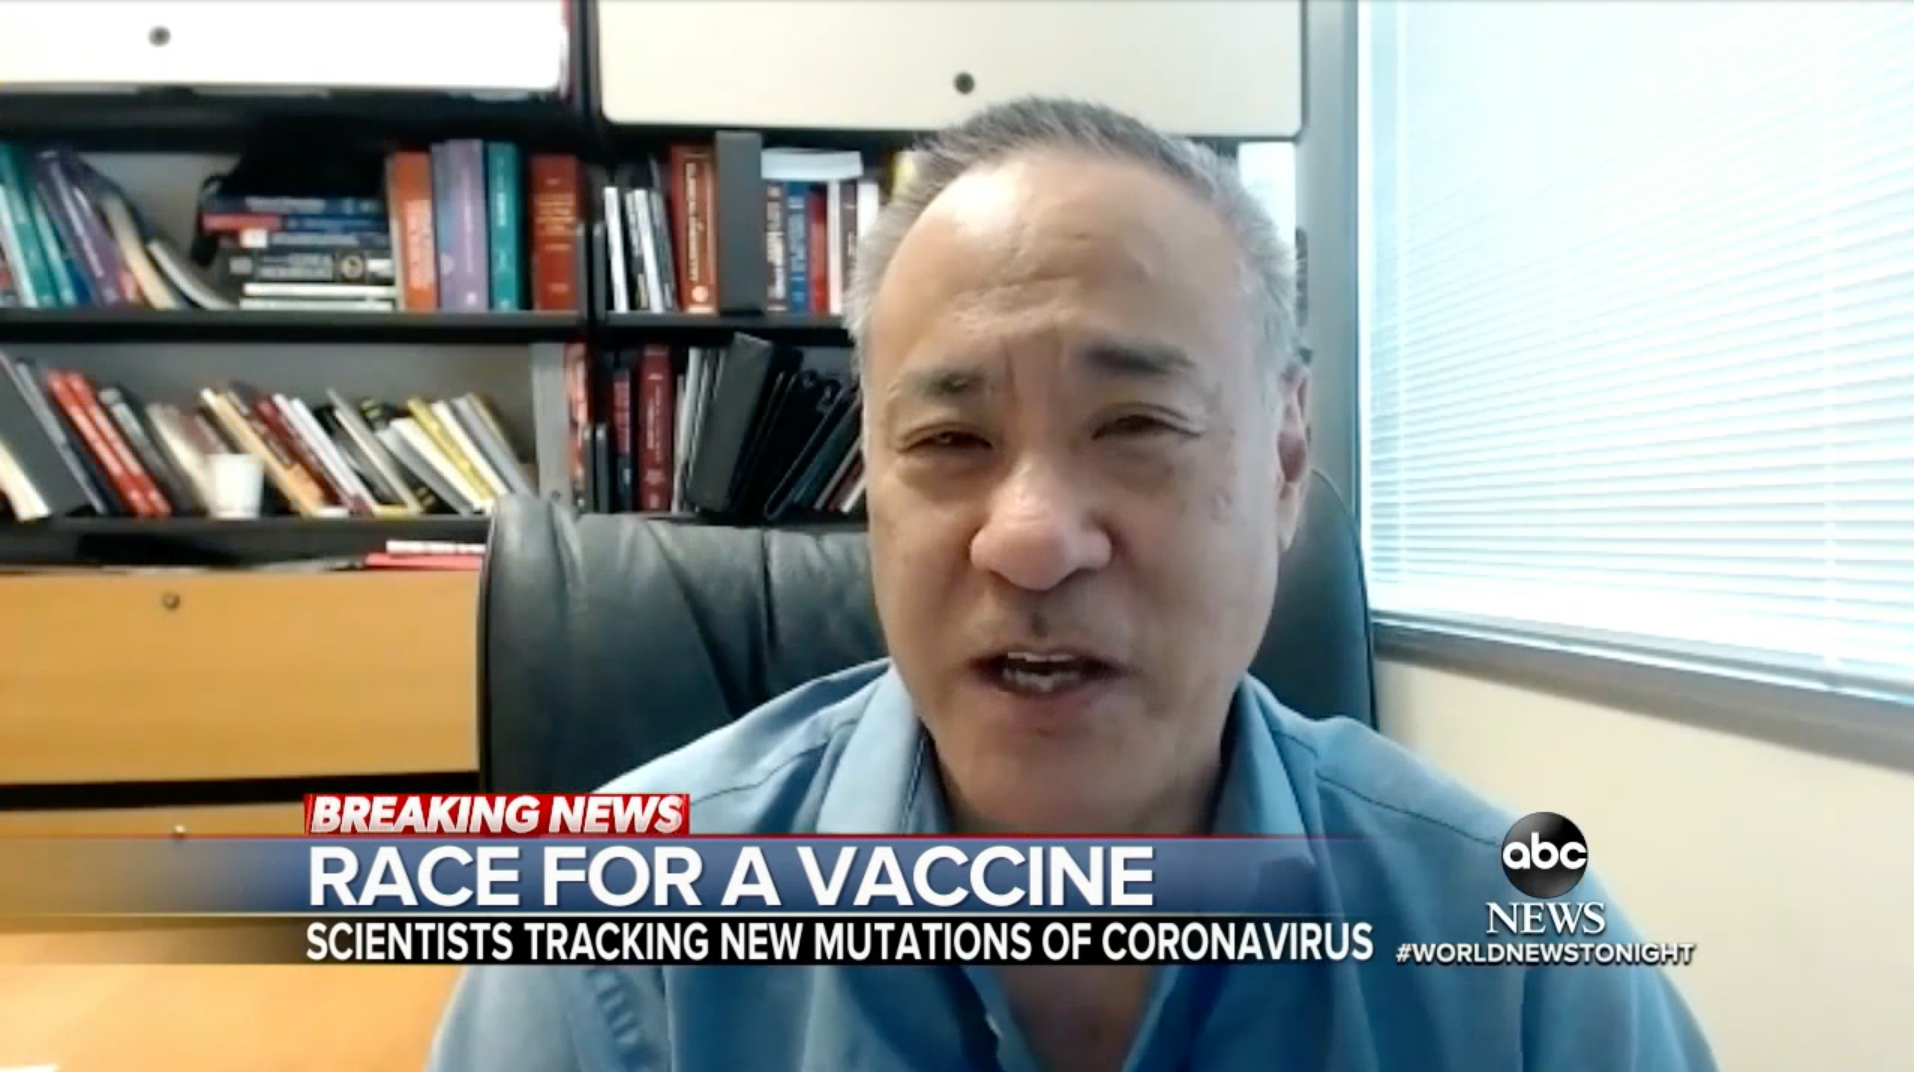 BREAKING NEWS
RACE FOR A VACCINE
SCIENTISTS TRACKING NEW MUTATIONS OF CORONAVIRUS
abc
NEWS
#WORLDNEWSTONIGHT